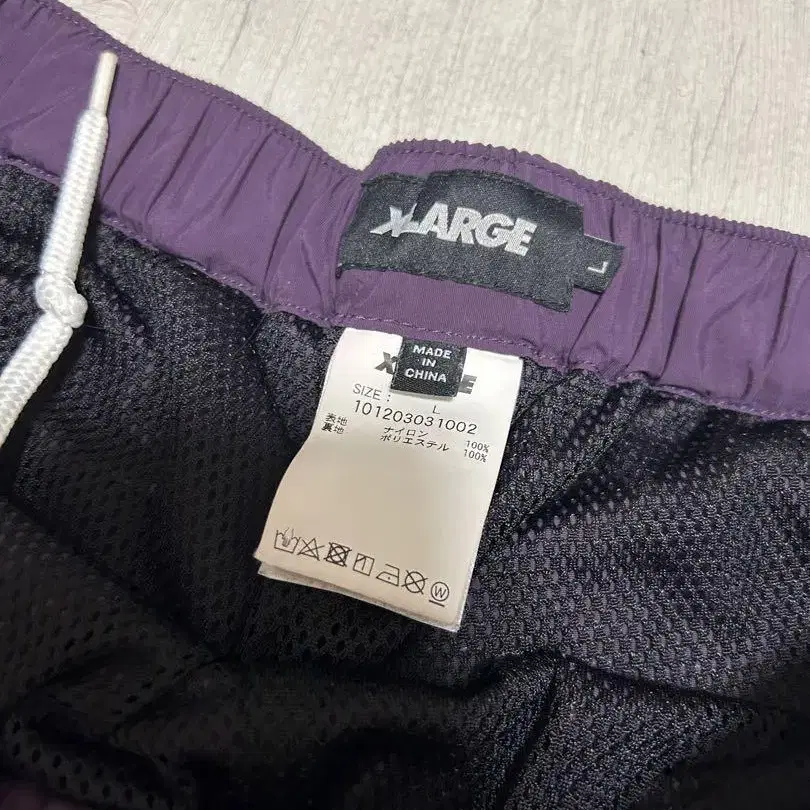 XLARGE
L
MADE
IN
CHINA
SIZE : L
101203031002
表地 ナイロン 100%
裏地 ポリエステル 100%
W